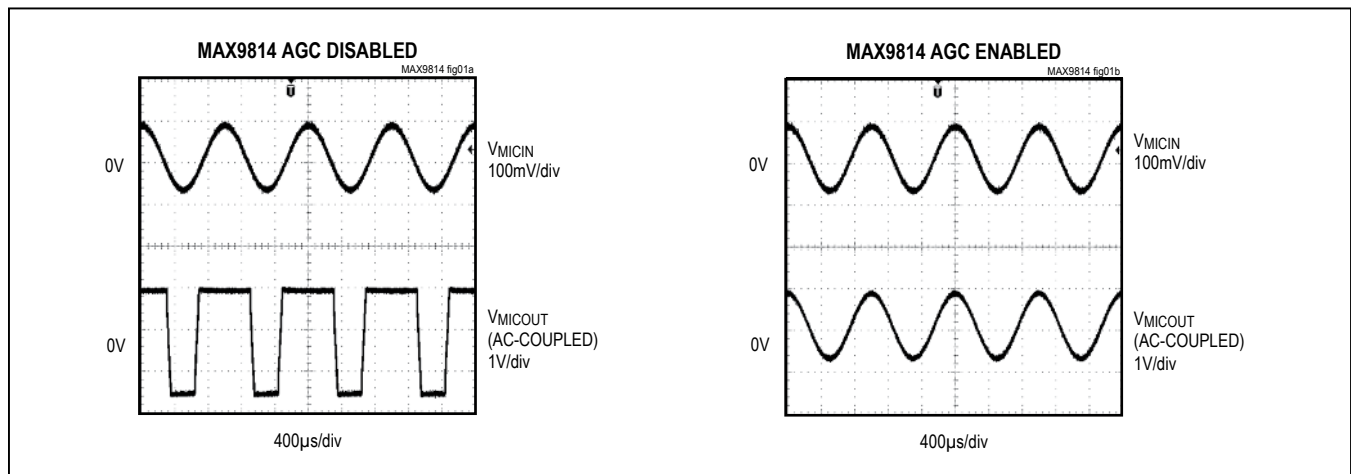 MAX9814 AGC DISABLED
MAX9814 fig01a
0V
VMICIN
100mV/div
0V
VMICOUT
(AC-COUPLED)
1V/div
400µs/div
MAX9814 AGC ENABLED
MAX9814 fig01b
0V
VMICIN
100mV/div
0V
VMICOUT
(AC-COUPLED)
1V/div
400µs/div